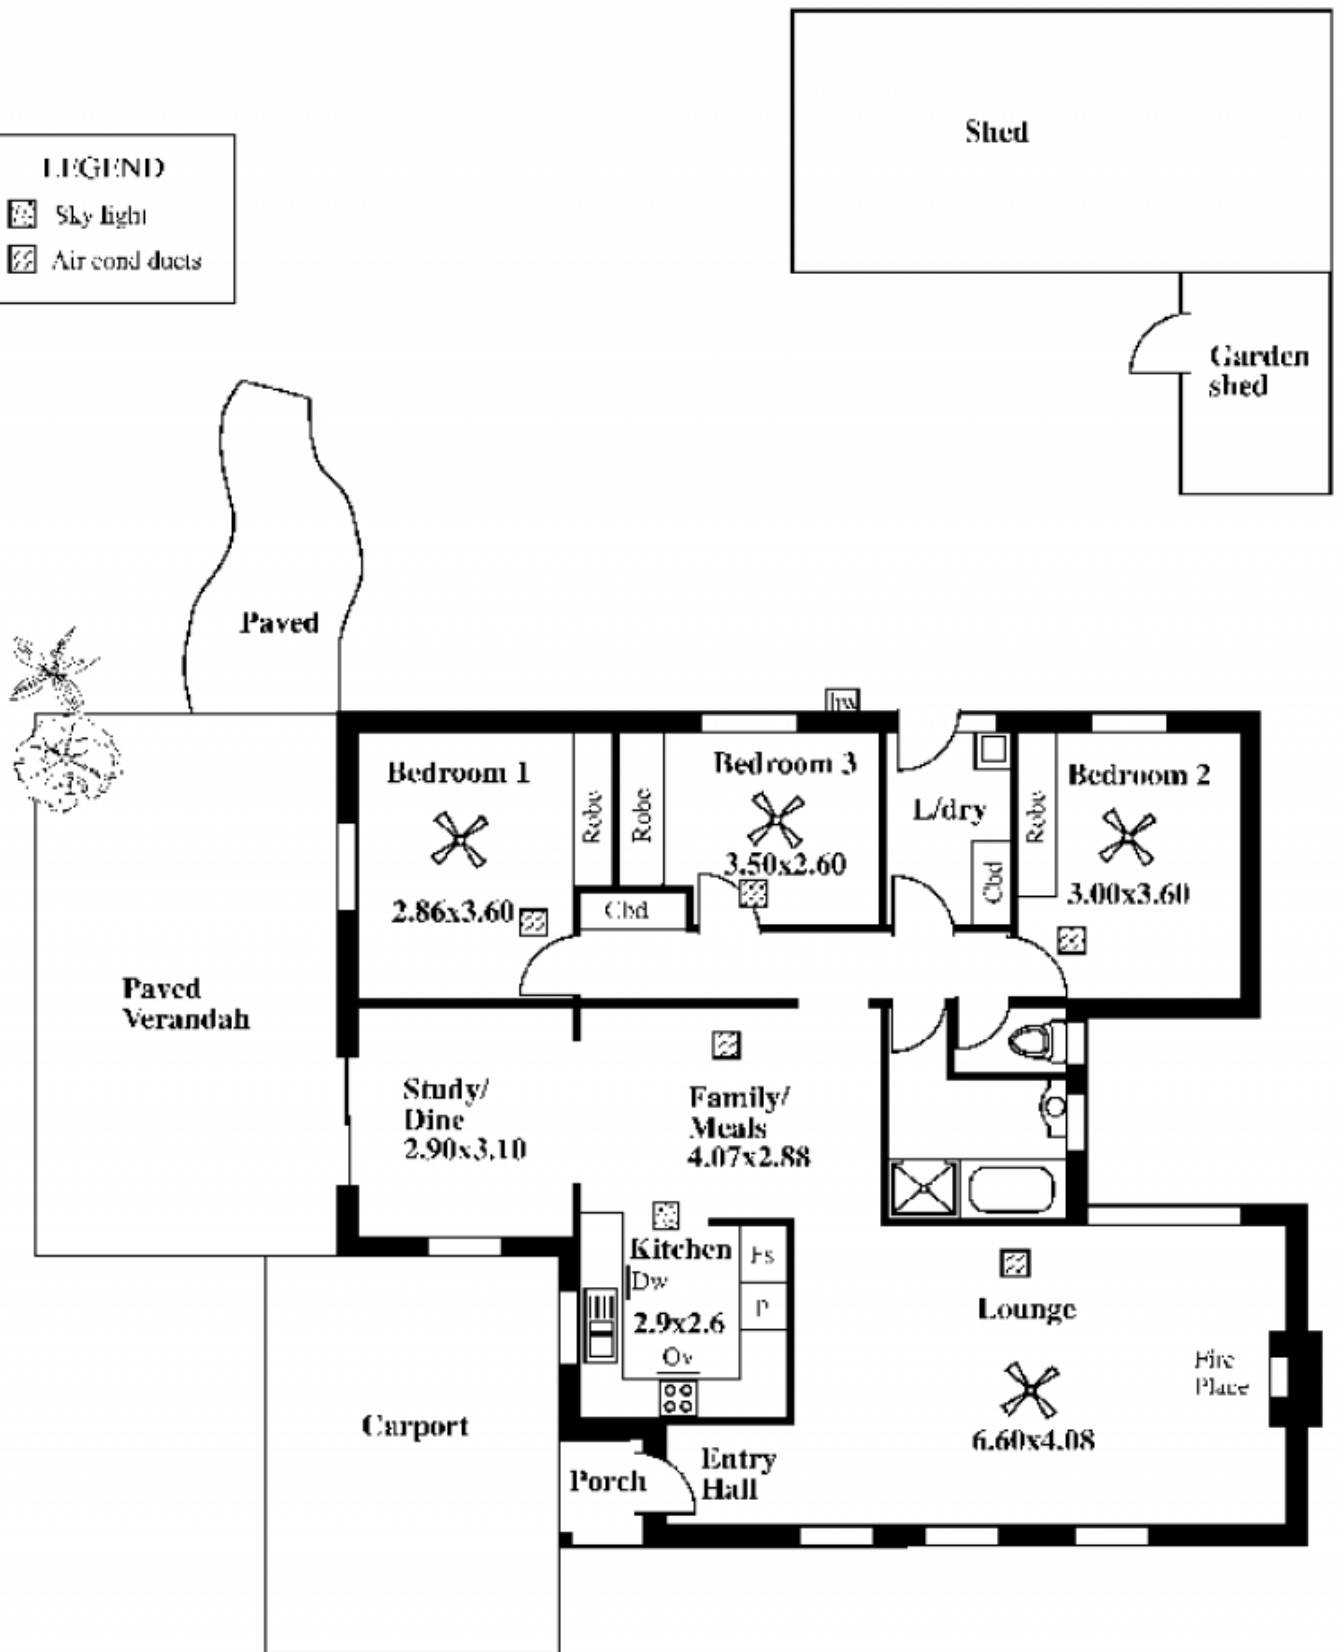 Shed
LEGEND
Sky light
Air cond ducts
Garden
shed
Paved
hw
Bedroom 1
2.86x3.60
Robe
Robe
Bedroom 3
3.50x2.60
Cbd
L/dry
Cbd
Robe
Bedroom 2
3.00x3.60
Paved
Verandah
Study/
Dine
2.90x3.10
Family/
Meals
4.07x2.88
Kitchen
Dw
2.9x2.6
Ov
Fs
P
Lounge
6.60x4.08
Fire
Place
Carport
Porch
Entry
Hall